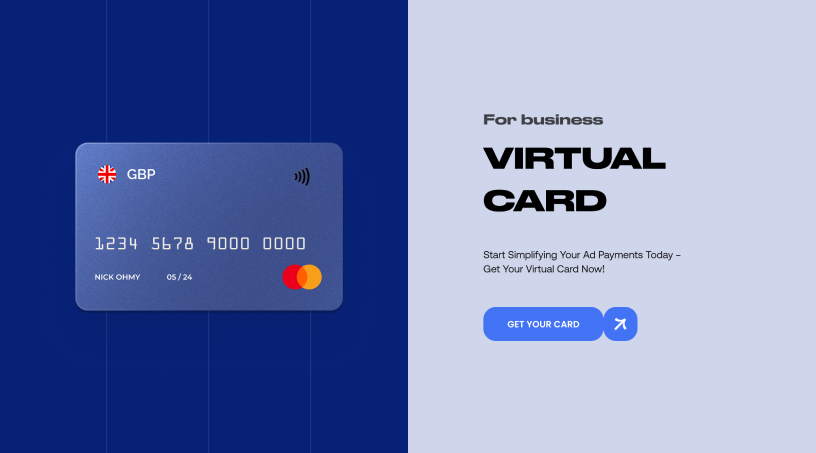 GBP
1234 5678 9000 0000
NICK OHMY 05 / 24
For business
VIRTUAL
CARD
Start Simplifying Your Ad Payments Today –
Get Your Virtual Card Now!
GET YOUR CARD